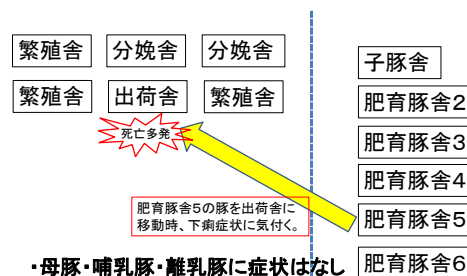 繁殖舎 分娩舎 分娩舎
繁殖舎 出荷舎 繁殖舎
死亡多発
肥育豚舎5の豚を出荷舎に
移動時、下痢症状に気付く。
・母豚・哺乳豚・離乳豚に症状はなし
子豚舎
肥育豚舎2
肥育豚舎3
肥育豚舎4
肥育豚舎5
肥育豚舎6